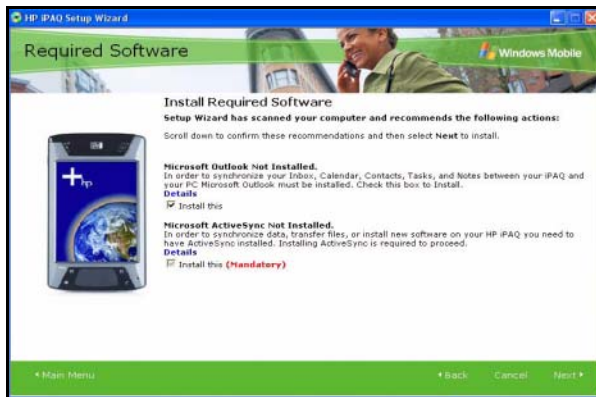 HP iPAQ Setup Wizard
Required Software
Windows Mobile
Install Required Software
Setup Wizard has scanned your computer and recommends the following actions:
Scroll down to confirm these recommendations and then select Next to install.
Microsoft Outlook Not Installed.
In order to synchronize your Inbox, Calendar, Contacts, Tasks, and Notes between your iPAQ and
your PC Microsoft Outlook must be installed. Check this box to Install.
Details
Install this
Microsoft ActiveSync Not Installed.
In order to synchronize data, transfer files, or install new software on your HP iPAQ you need to
have ActiveSync installed. Installing ActiveSync is required to proceed.
Details
Install this (Mandatory)
hp
Main Menu
Back Cancel Next